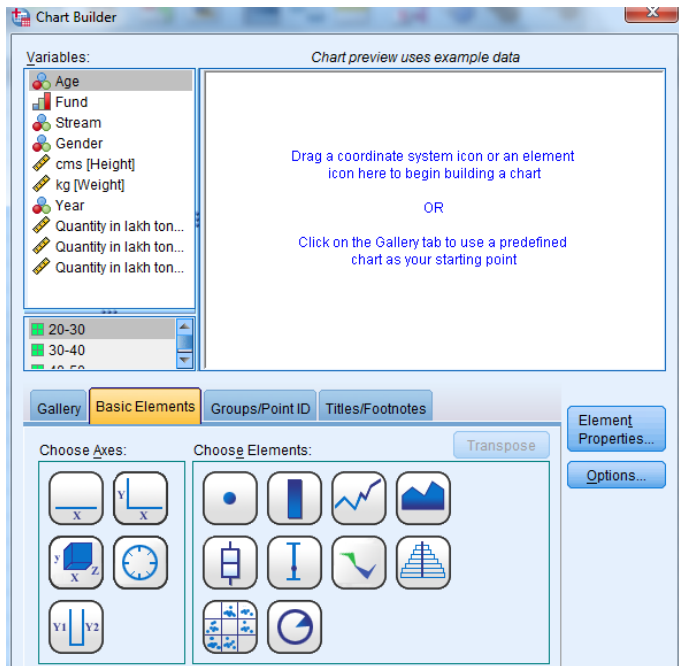 Chart Builder
Variables:
Chart preview uses example data
Age
Fund
Stream
Gender
cms [Height]
kg [Weight]
Year
Quantity in lakh ton...
Quantity in lakh ton...
Quantity in lakh ton...
20-30
30-40
40-50
Drag a coordinate system icon or an element
icon here to begin building a chart
OR
Click on the Gallery tab to use a predefined
chart as your starting point
Gallery
Basic Elements
Groups/Point ID
Titles/Footnotes
Element
Properties...
Options...
Choose Axes:
Choose Elements:
Transpose
X
Y
X
y
X
Z
Y1
Y2